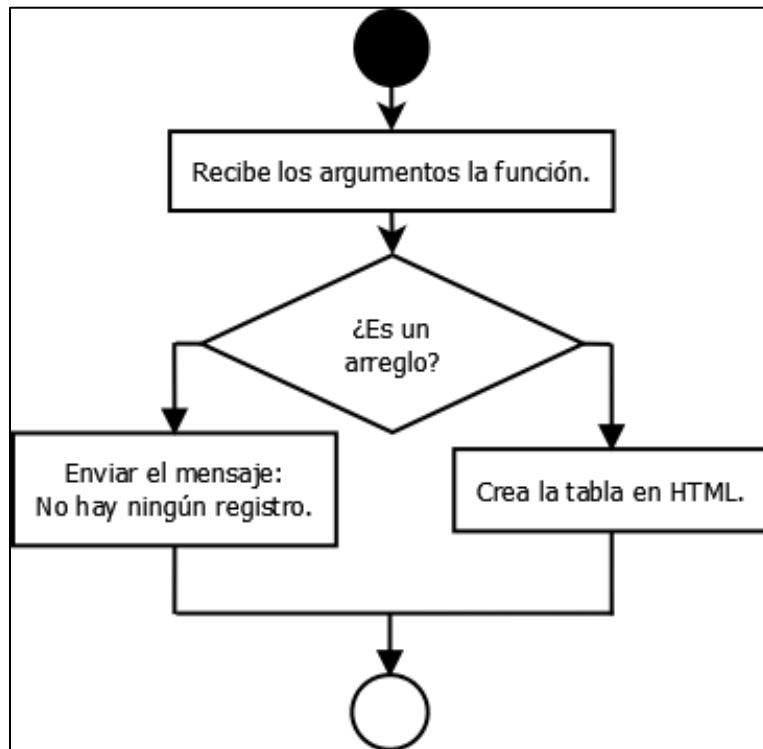 Recibe los argumentos la función.
¿Es un
arreglo?
Enviar el mensaje:
No hay ningún registro.
Crea la tabla en HTML.